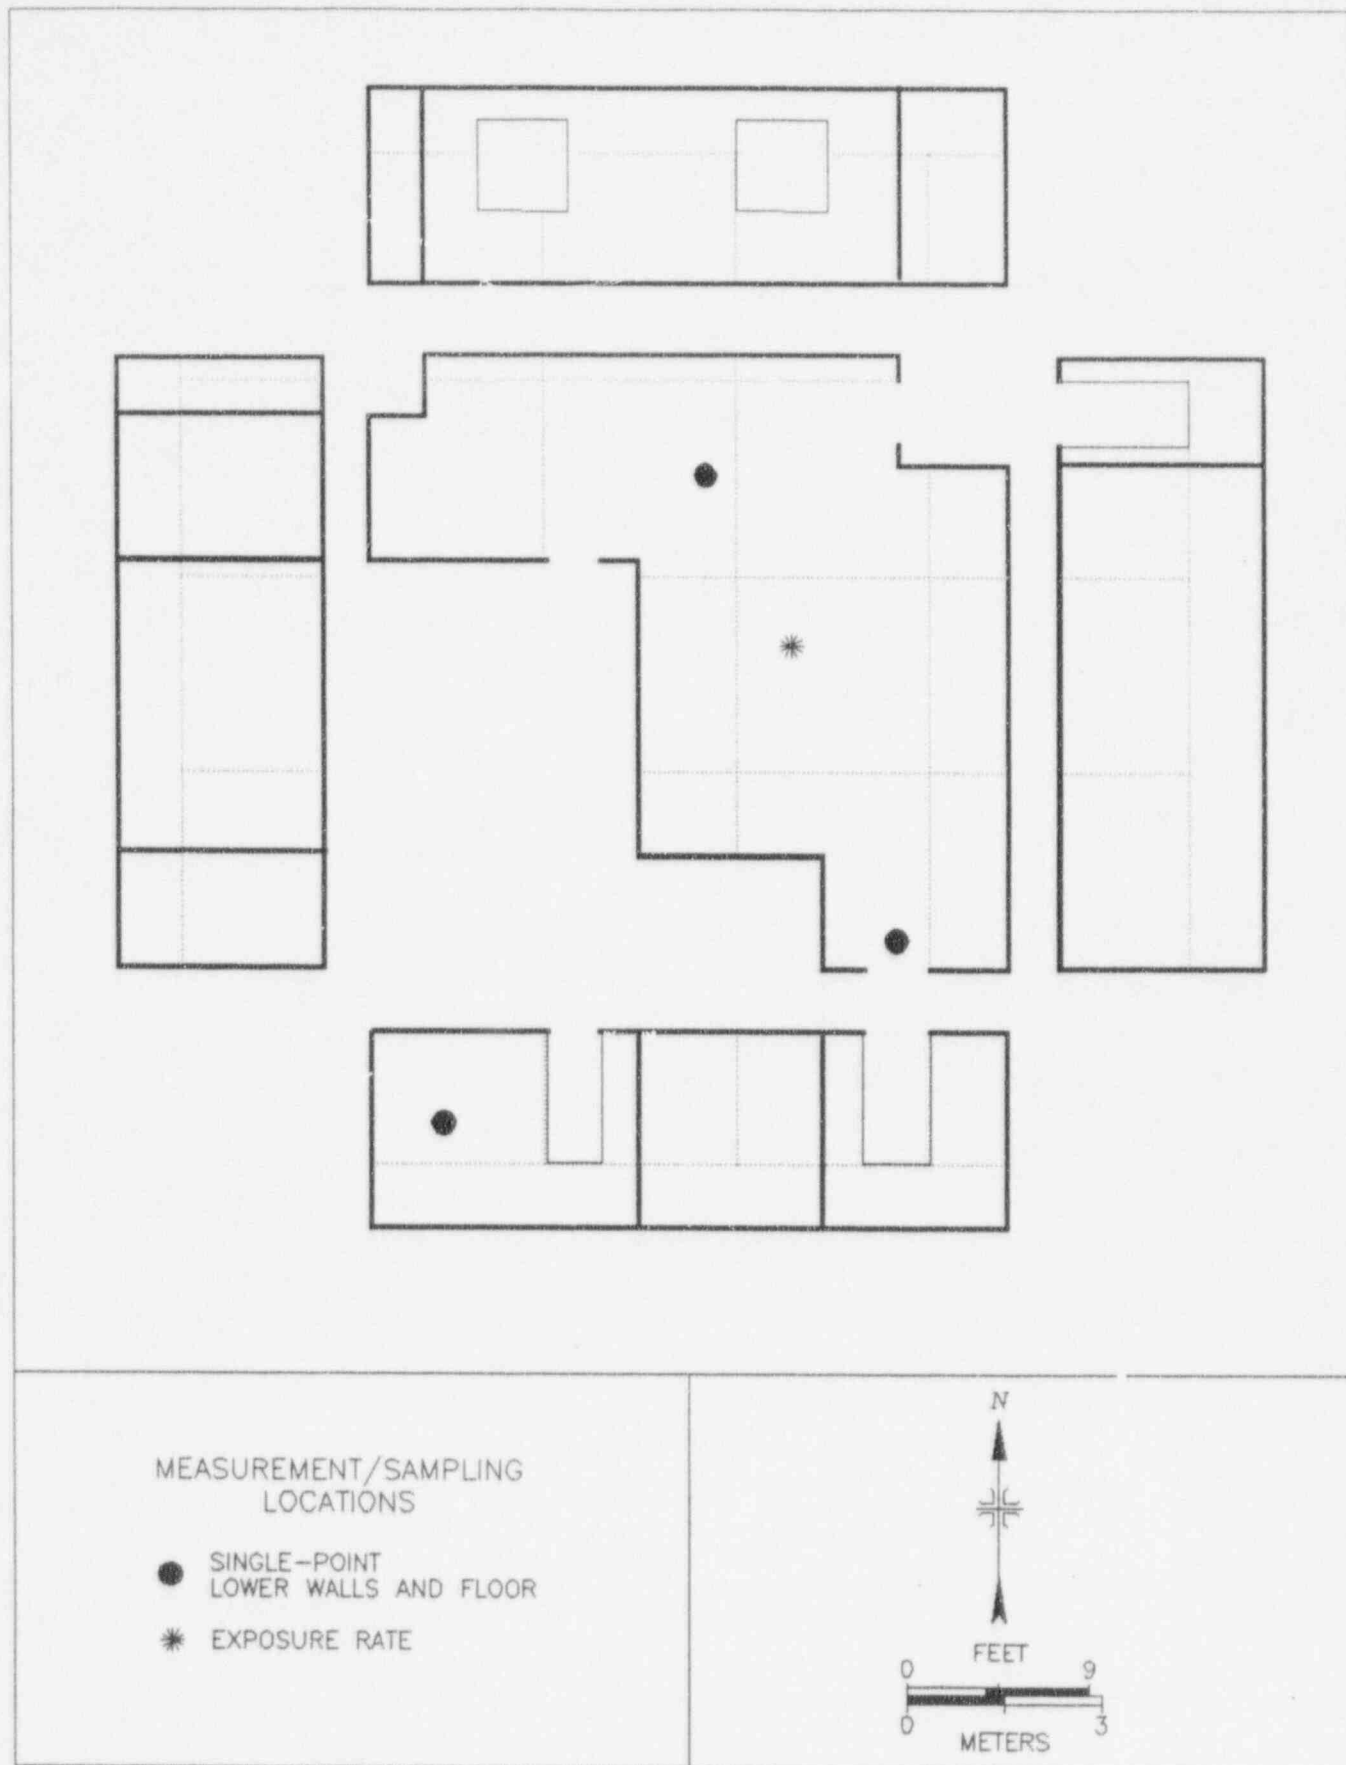 MEASUREMENT/SAMPLING
LOCATIONS
SINGLE-POINT
LOWER WALLS AND FLOOR
EXPOSURE RATE
N
FEET
0 9
0 3
METERS